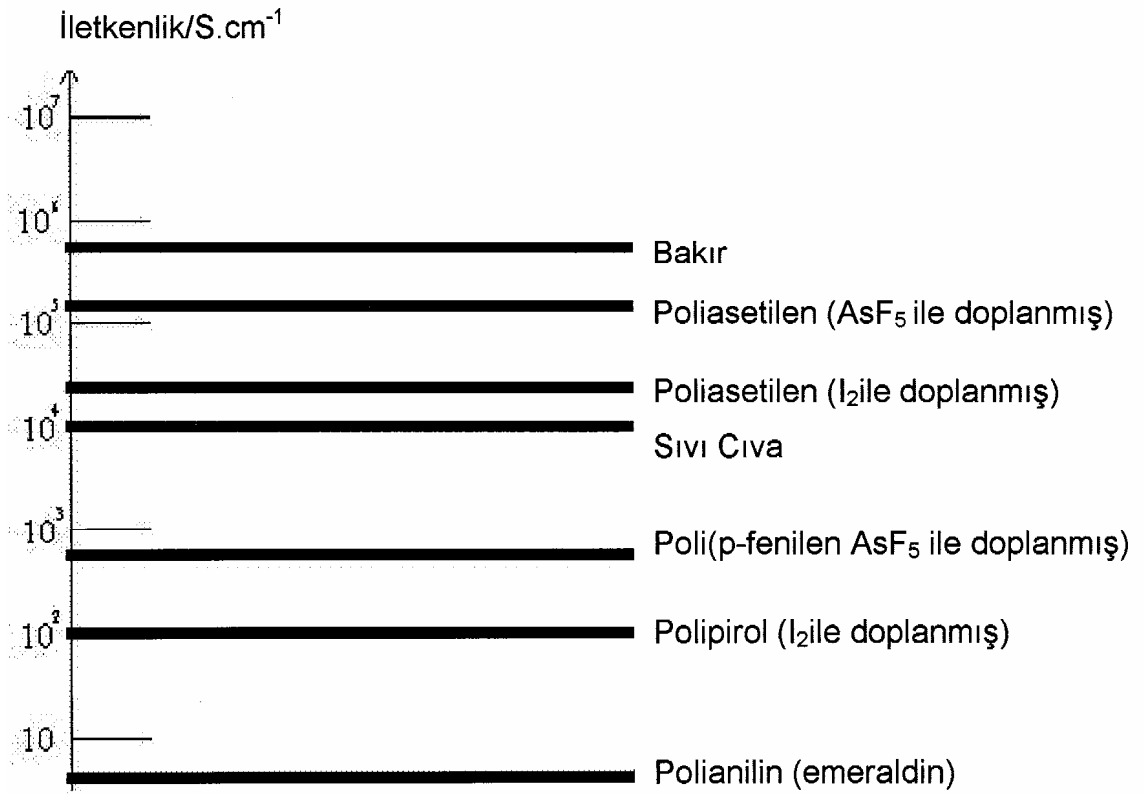 İletkenlik/S.cm⁻¹
10⁷
10⁶
Bakır
10⁵
Poliasetilen (AsF₅ ile doplanmış)
Poliasetilen (I₂ile doplanmış)
10⁴
Sıvı Cıva
10³
Poli(p-fenilen AsF₅ ile doplanmış)
10²
Polipirol (I₂ile doplanmış)
10
Polianilin (emeraldin)